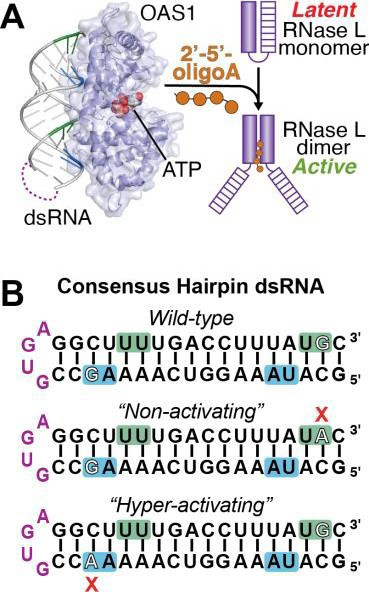 A
OAS1
Latent
RNase L
monomer
2’-5’-
oligoA
RNase L
dimer
Active
ATP
dsRNA
B
Consensus Hairpin dsRNA
Wild-type
A GGCUUUUGACCUUUAUGC 3'
G
U
G CCGAAAACUGGAAAUACG 5'
“Non-activating”
X
A GGCUUUUGACCUUUAUAC 3'
G
U
G CCGAAAACUGGAAAUACG 5'
“Hyper-activating”
A GGCUUUUGACCUUUAUGC 3'
G
U
G CCAAAAACUGGAAAUACG 5'
X